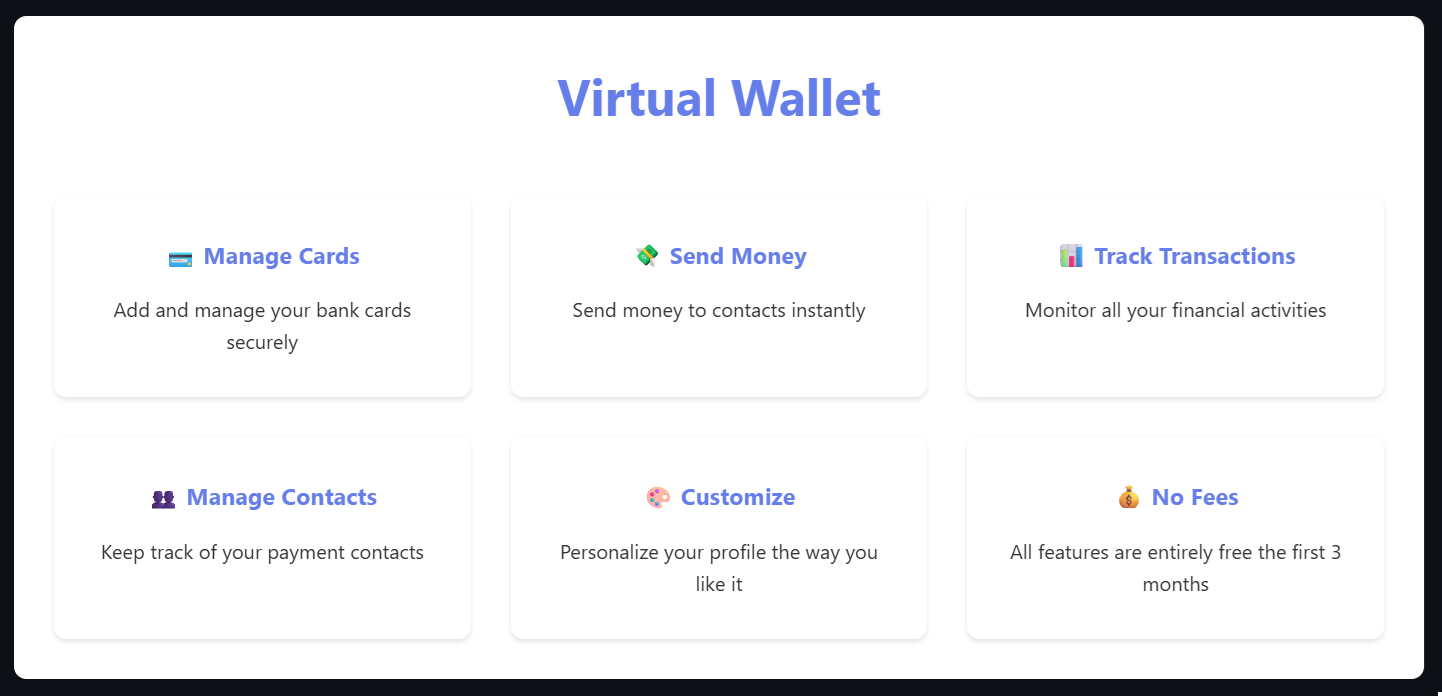 Virtual Wallet
💳 Manage Cards
Add and manage your bank cards
securely
💸 Send Money
Send money to contacts instantly
📊 Track Transactions
Monitor all your financial activities
👥 Manage Contacts
Keep track of your payment contacts
🎨 Customize
Personalize your profile the way you
like it
💰 No Fees
All features are entirely free the first 3
months